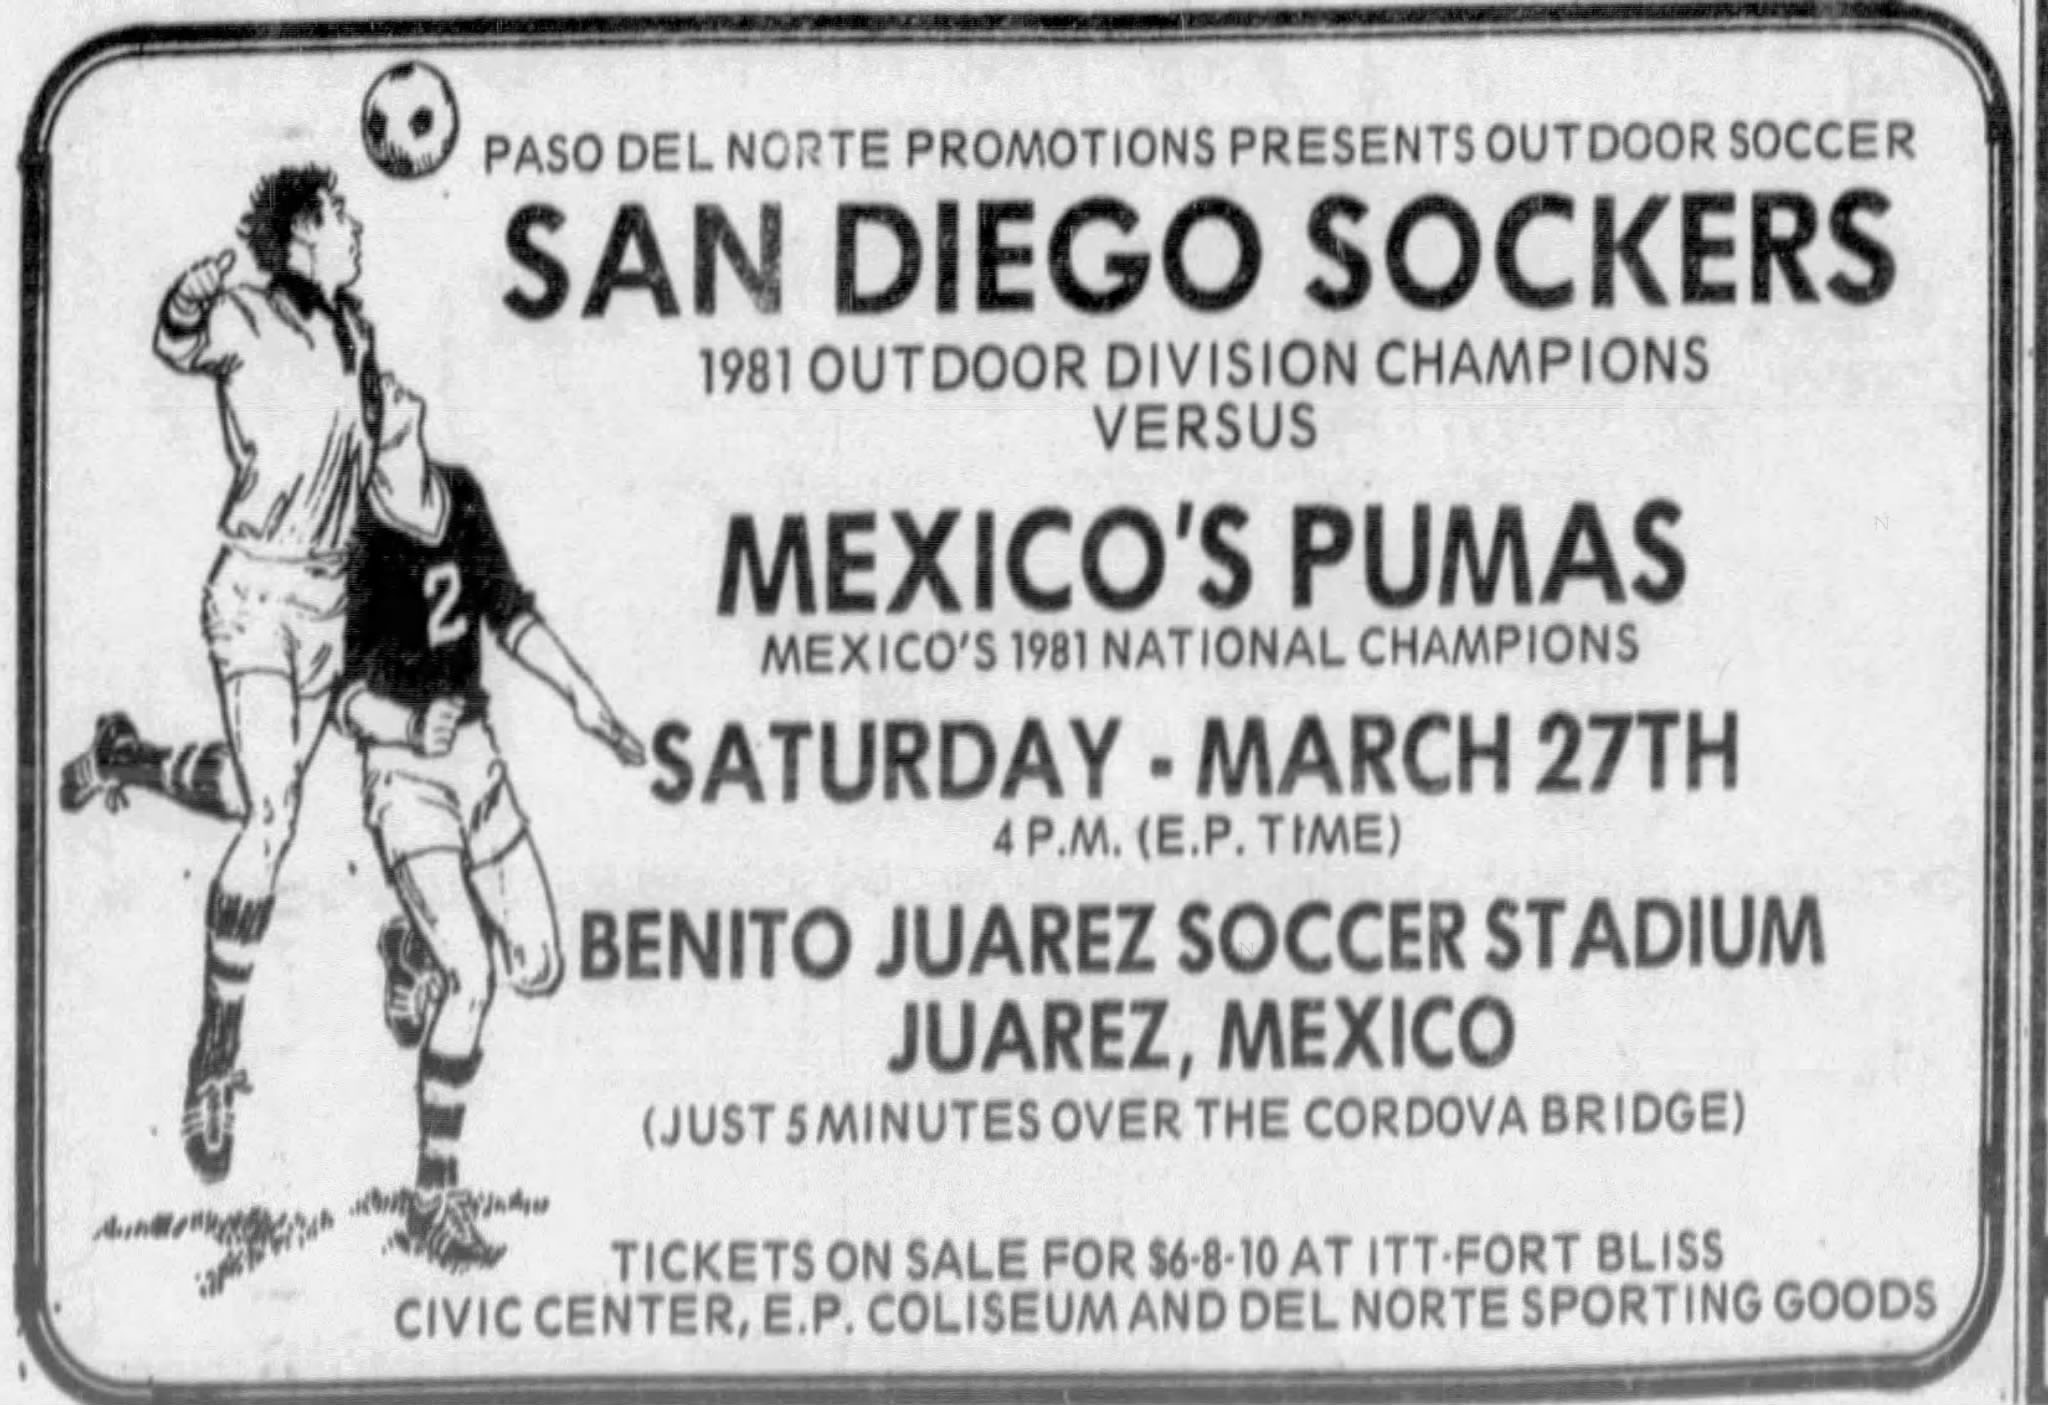 PASO DEL NORTE PROMOTIONS PRESENTS OUTDOOR SOCCER
SAN DIEGO SOCKERS
1981 OUTDOOR DIVISION CHAMPIONS
VERSUS
MEXICO'S PUMAS
MEXICO'S 1981 NATIONAL CHAMPIONS
2
SATURDAY - MARCH 27TH
4 P.M. (E.P. TIME)
BENITO JUAREZ SOCCER STADIUM
JUAREZ, MEXICO
(JUST 5 MINUTES OVER THE CORDOVA BRIDGE)
TICKETS ON SALE FOR $6-8-10 AT ITT-FORT BLISS
CIVIC CENTER, E.P. COLISEUM AND DEL NORTE SPORTING GOODS